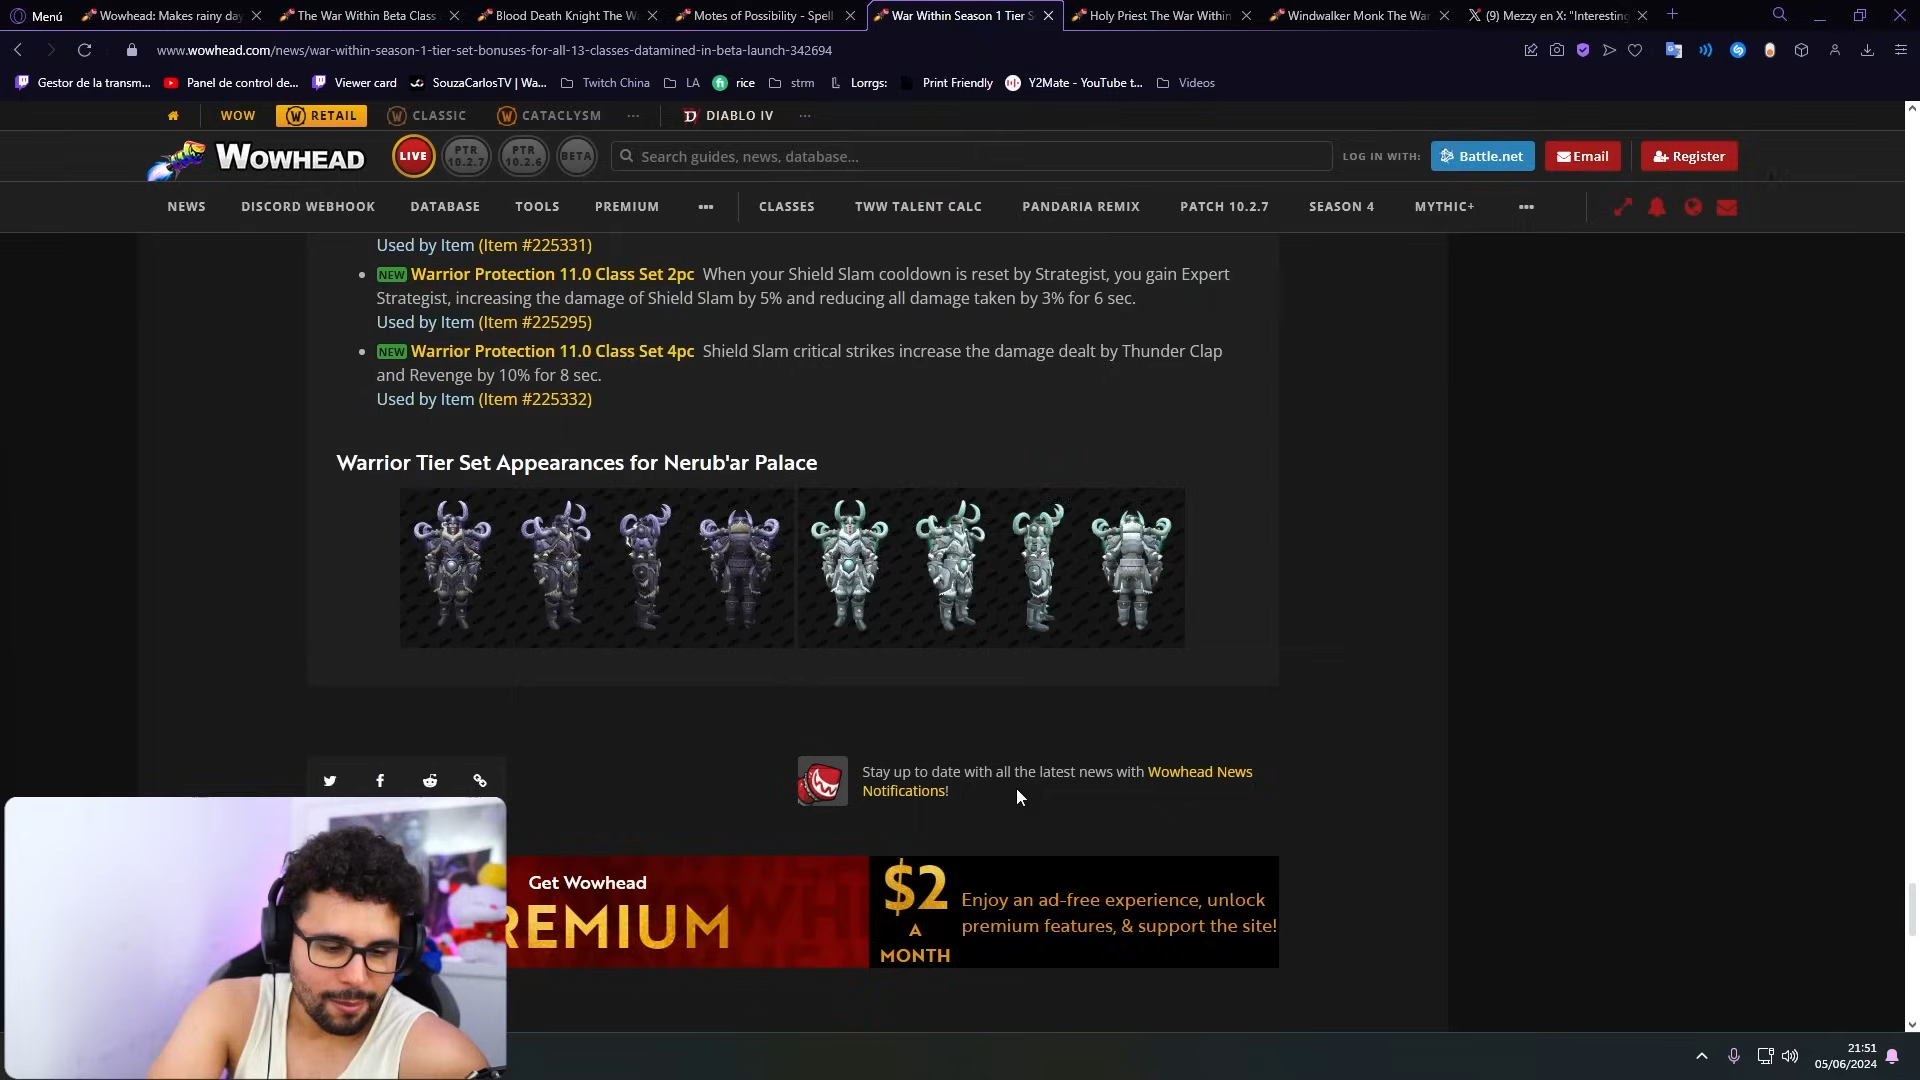 Menú
Wowhead: Makes rainy day
The War Within Beta Class
Blood Death Knight The Wa
Motes of Possibility - Spell
War Within Season 1 Tier S
Holy Priest The War Within
Windwalker Monk The War
(9) Mezzy en X: "Interesting
www.wowhead.com/news/war-within-season-1-tier-set-bonuses-for-all-13-classes-datamined-in-beta-launch-342694
Gestor de la transm...
Panel de control de...
Viewer card
SouzaCarlosTV | Wa...
Twitch China
LA
rice
strm
Lorrgs:
Print Friendly
Y2Mate - YouTube t...
Videos
WOW
RETAIL
CLASSIC
CATACLYSM
...
DIABLO IV
...
WOWHEAD
LIVE
PTR 10.2.7
PTR 10.2.6
BETA
Search guides, news, database...
LOG IN WITH:
Battle.net
Email
Register
NEWS
DISCORD WEBHOOK
DATABASE
TOOLS
PREMIUM
...
CLASSES
TWW TALENT CALC
PANDARIA REMIX
PATCH 10.2.7
SEASON 4
MYTHIC+
...
Used by Item (Item #225331)
NEW Warrior Protection 11.0 Class Set 2pc When your Shield Slam cooldown is reset by Strategist, you gain Expert
Strategist, increasing the damage of Shield Slam by 5% and reducing all damage taken by 3% for 6 sec.
Used by Item (Item #225295)
NEW Warrior Protection 11.0 Class Set 4pc Shield Slam critical strikes increase the damage dealt by Thunder Clap
and Revenge by 10% for 8 sec.
Used by Item (Item #225332)
Warrior Tier Set Appearances for Nerub'ar Palace
Stay up to date with all the latest news with Wowhead News
Notifications!
Get Wowhead
REMIUM
$2
A
MONTH
Enjoy an ad-free experience, unlock
premium features, & support the site!
21:51
05/06/2024